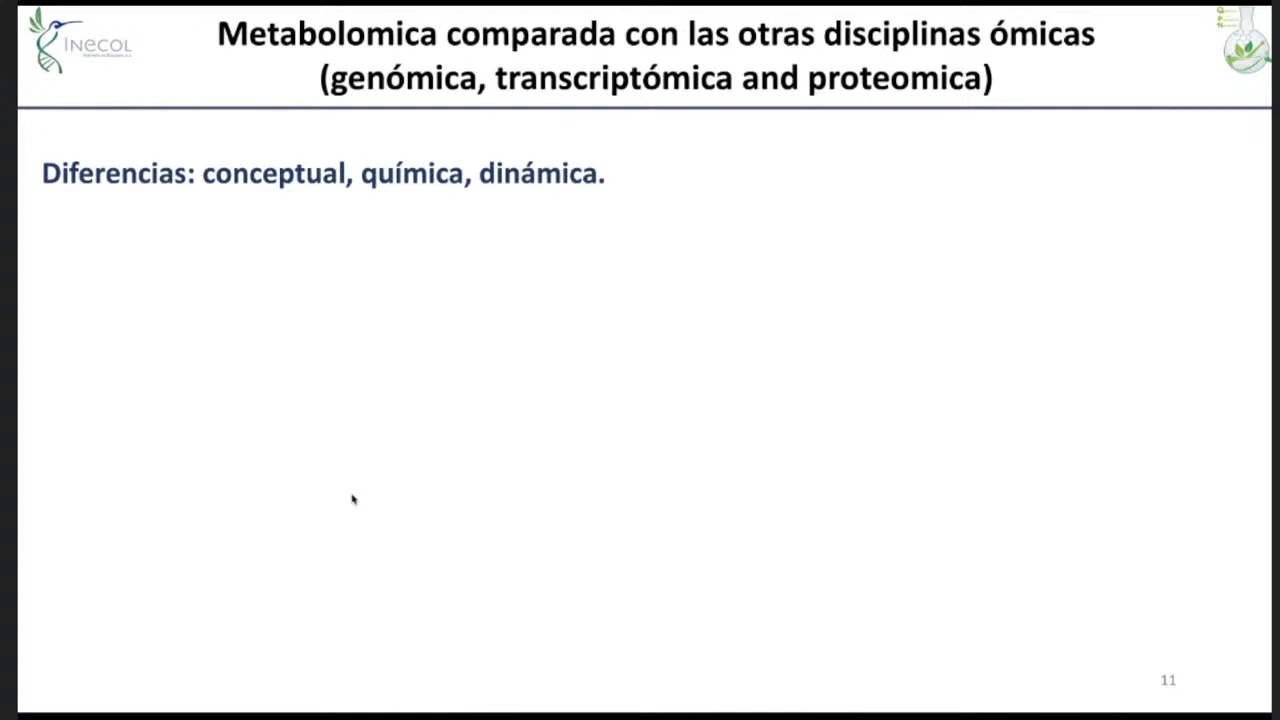 INECOL
Metabolomica comparada con las otras disciplinas ómicas
(genómica, transcriptómica and proteomica)
Diferencias: conceptual, química, dinámica.
11